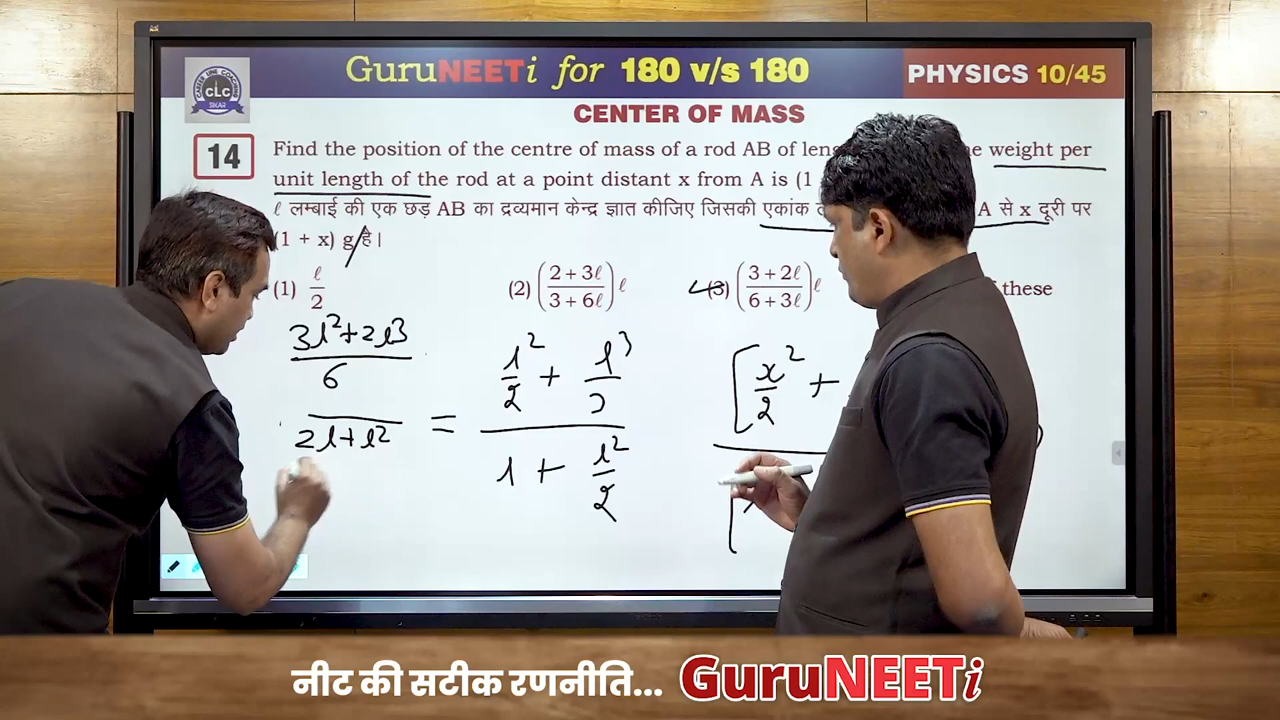 GuruNEETi for 180 v/s 180
PHYSICS 10/45
CLC
SIKAR
CENTER OF MASS
14
Find the position of the centre of mass of a rod AB of weight per
unit length of the rod at a point distant x from A is (1
ℓ लम्बाई की एक छड़ AB का द्रव्यमान केन्द्र ज्ञात कीजिए जिसकी एकांक A से x दूरी पर
(1 + x) g है।
(1) ℓ/2 (2) ((2 + 3ℓ)/(3 + 6ℓ)) ℓ (3) ((3 + 2ℓ)/(6 + 3ℓ)) ℓ these
3l²+2l3
6
2l+l²
=
l²/2 + l³/
l + l²/2
[x²/2 +
[
नीट की सटीक रणनीति... GuruNEETi